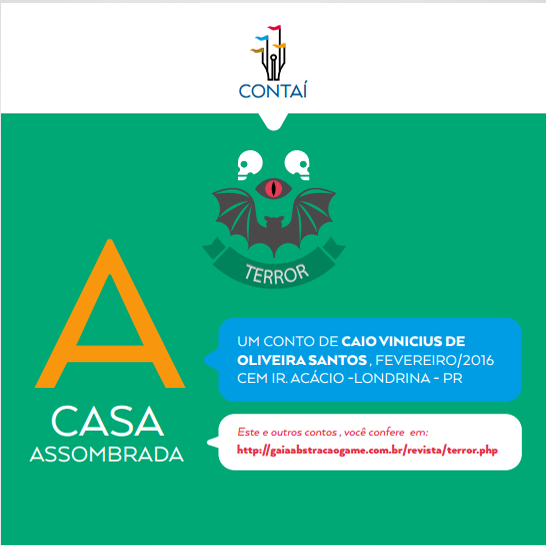 CONTAÍ
TERROR
A
CASA
ASSOMBRADA
UM CONTO DE CAIO VINICIUS DE
OLIVEIRA SANTOS , FEVEREIRO/2016
CEM IR. ACÁCIO -LONDRINA - PR
Este e outros contos , você confere em:
http://gaiaabstracaogame.com.br/revista/terror.php